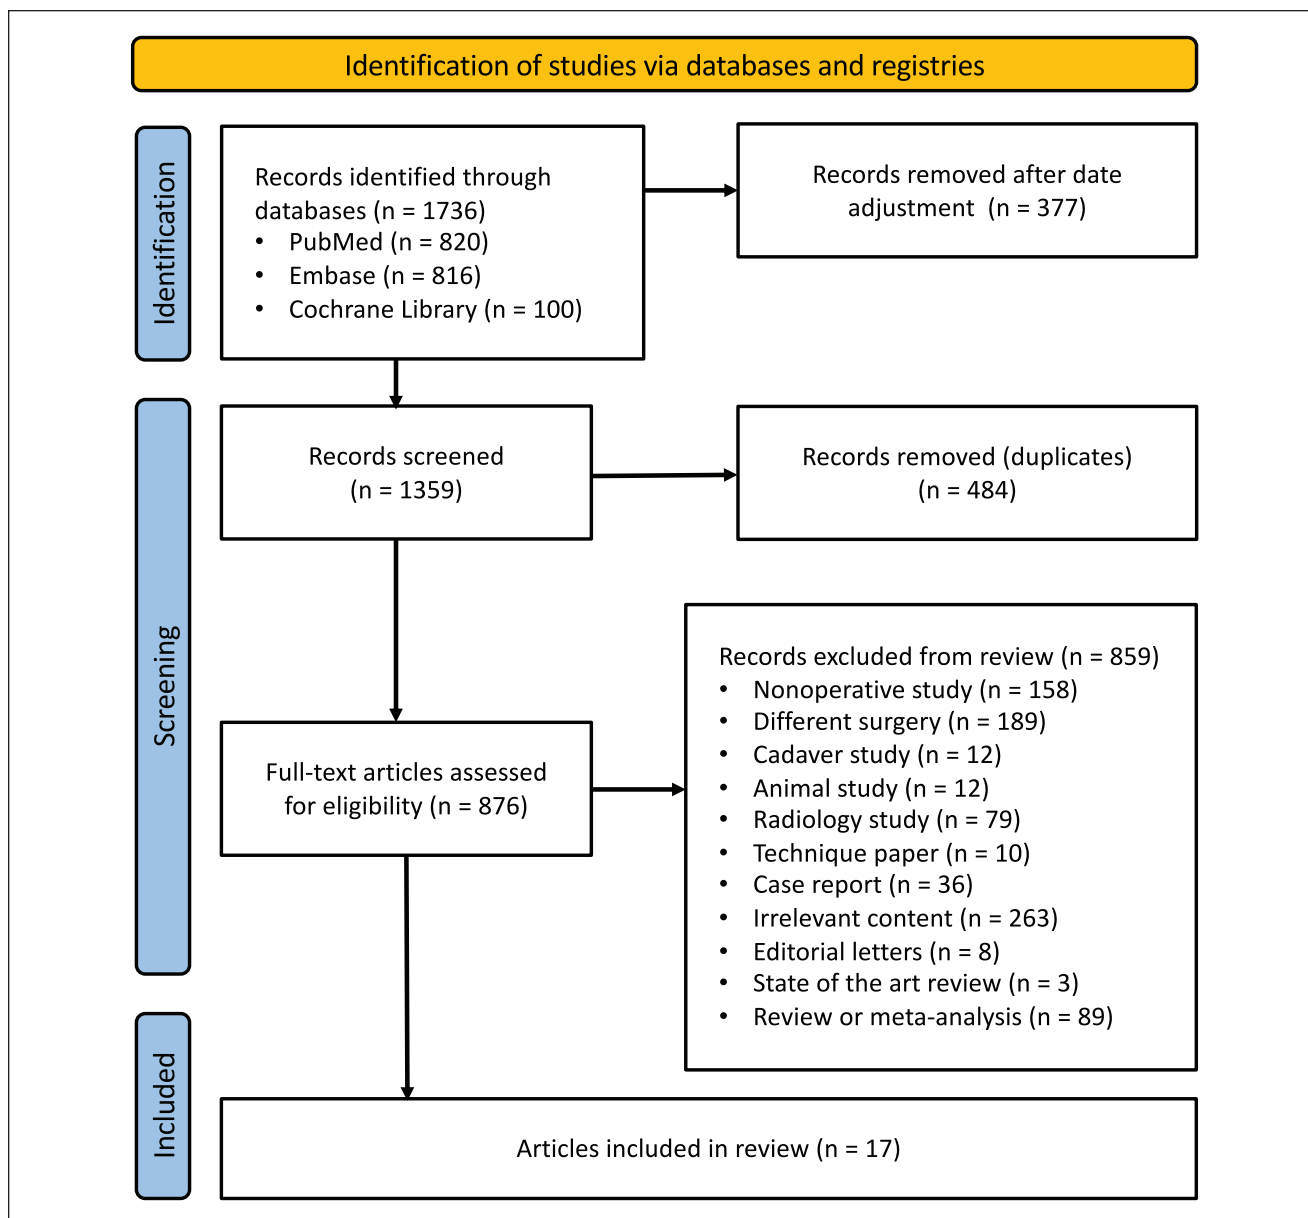 Identification of studies via databases and registries
Identification
Records identified through
databases (n = 1736)
• PubMed (n = 820)
• Embase (n = 816)
• Cochrane Library (n = 100)
Records removed after date
adjustment (n = 377)
Screening
Records screened
(n = 1359)
Records removed (duplicates)
(n = 484)
Full-text articles assessed
for eligibility (n = 876)
Records excluded from review (n = 859)
• Nonoperative study (n = 158)
• Different surgery (n = 189)
• Cadaver study (n = 12)
• Animal study (n = 12)
• Radiology study (n = 79)
• Technique paper (n = 10)
• Case report (n = 36)
• Irrelevant content (n = 263)
• Editorial letters (n = 8)
• State of the art review (n = 3)
• Review or meta-analysis (n = 89)
Included
Articles included in review (n = 17)